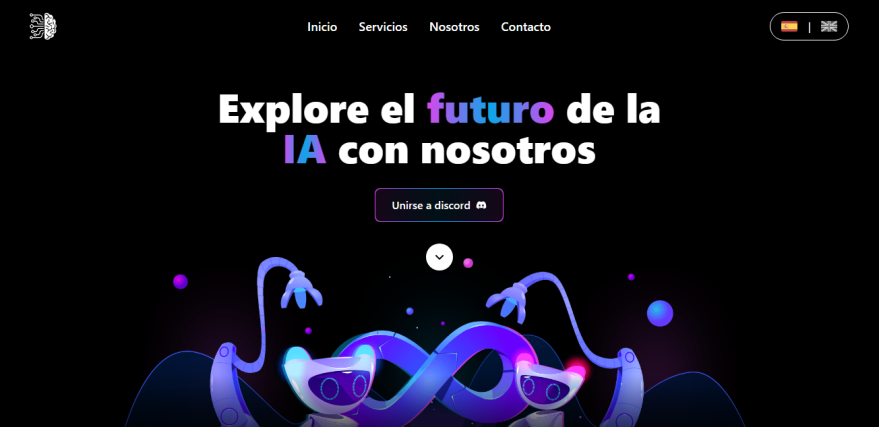 Inicio Servicios Nosotros Contacto |
Explore el futuro de la
IA con nosotros
Unirse a discord